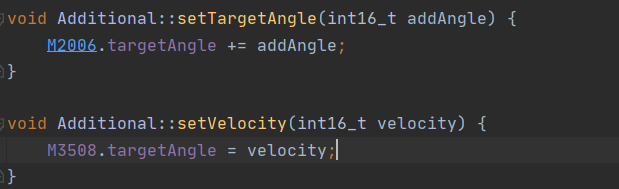 void Additional::setTargetAngle(int16_t addAngle) {
    M2006.targetAngle += addAngle;
}
void Additional::setVelocity(int16_t velocity) {
    M3508.targetAngle = velocity;
}